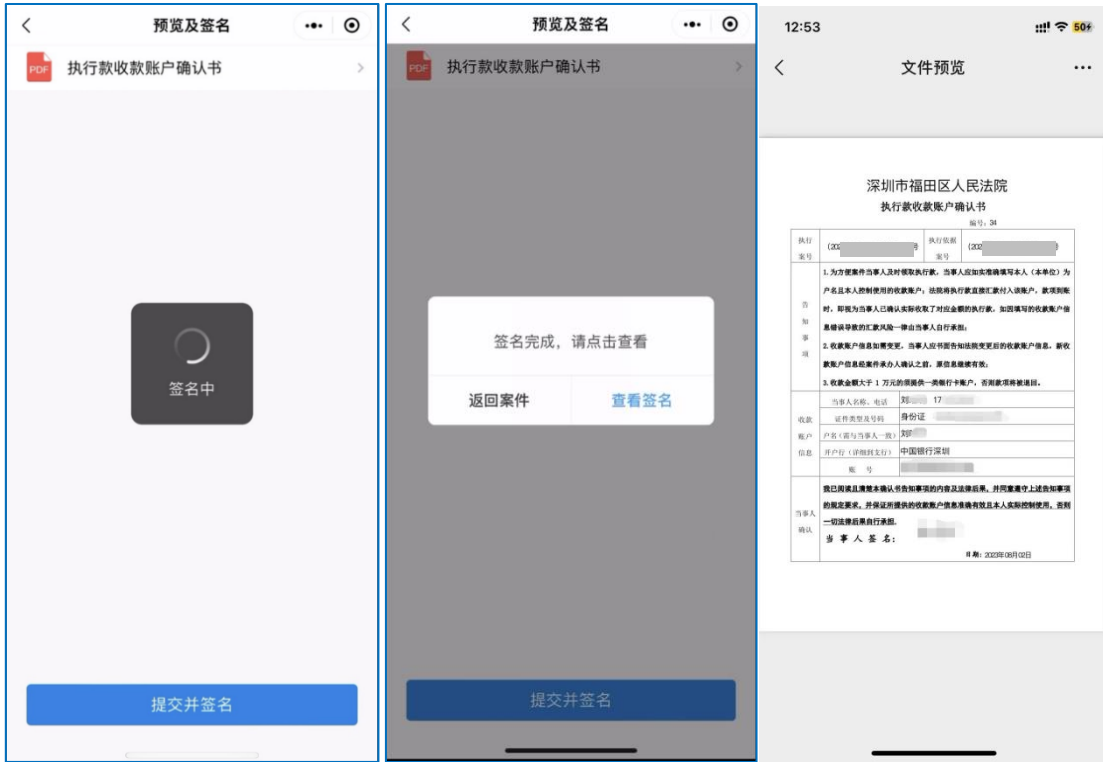 预览及签名
PDF 执行款收款账户确认书
签名中
提交并签名
预览及签名
PDF 执行款收款账户确认书
签名完成，请点击查看
返回案件 查看签名
提交并签名
12:53 50
文件预览
深圳市福田区人民法院
执行款收款账户确认书
编号：34
执行案号 (202 号 执行依据案号 (202
告知事项
1.为方便案件当事人及时领取执行款，当事人应如实准确填写本人（本单位）为
户名且本人控制使用的收款账户；法院将执行款直接汇款付入该账户，款项到账
时，即视为当事人已确认实际收取了对应金额的执行款，如因填写的收款账户信
息错误导致的汇款风险一律由当事人自行承担；
2.收款账户信息如需变更，当事人应书面告知法院变更后的收款账户信息，新收
款账户信息经案件承办人确认之前，原信息继续有效；
3.收款金额大于 1 万元的须提供一类银行卡账户，否则款项将被退回。
收款账户信息
当事人名称、电话 刘 17
证件类型及号码 身份证
户名（需与当事人一致） 刘
开户行（详细到支行） 中国银行深圳
账 号
当事人确认
我已阅读且清楚本确认书告知事项的内容及法律后果，并同意遵守上述告知事项
的规定要求，并保证所提供的收款账户信息准确有效且本人实际控制使用，否则
一切法律后果自行承担.
当 事 人 签 名：
日期：2023年08月02日